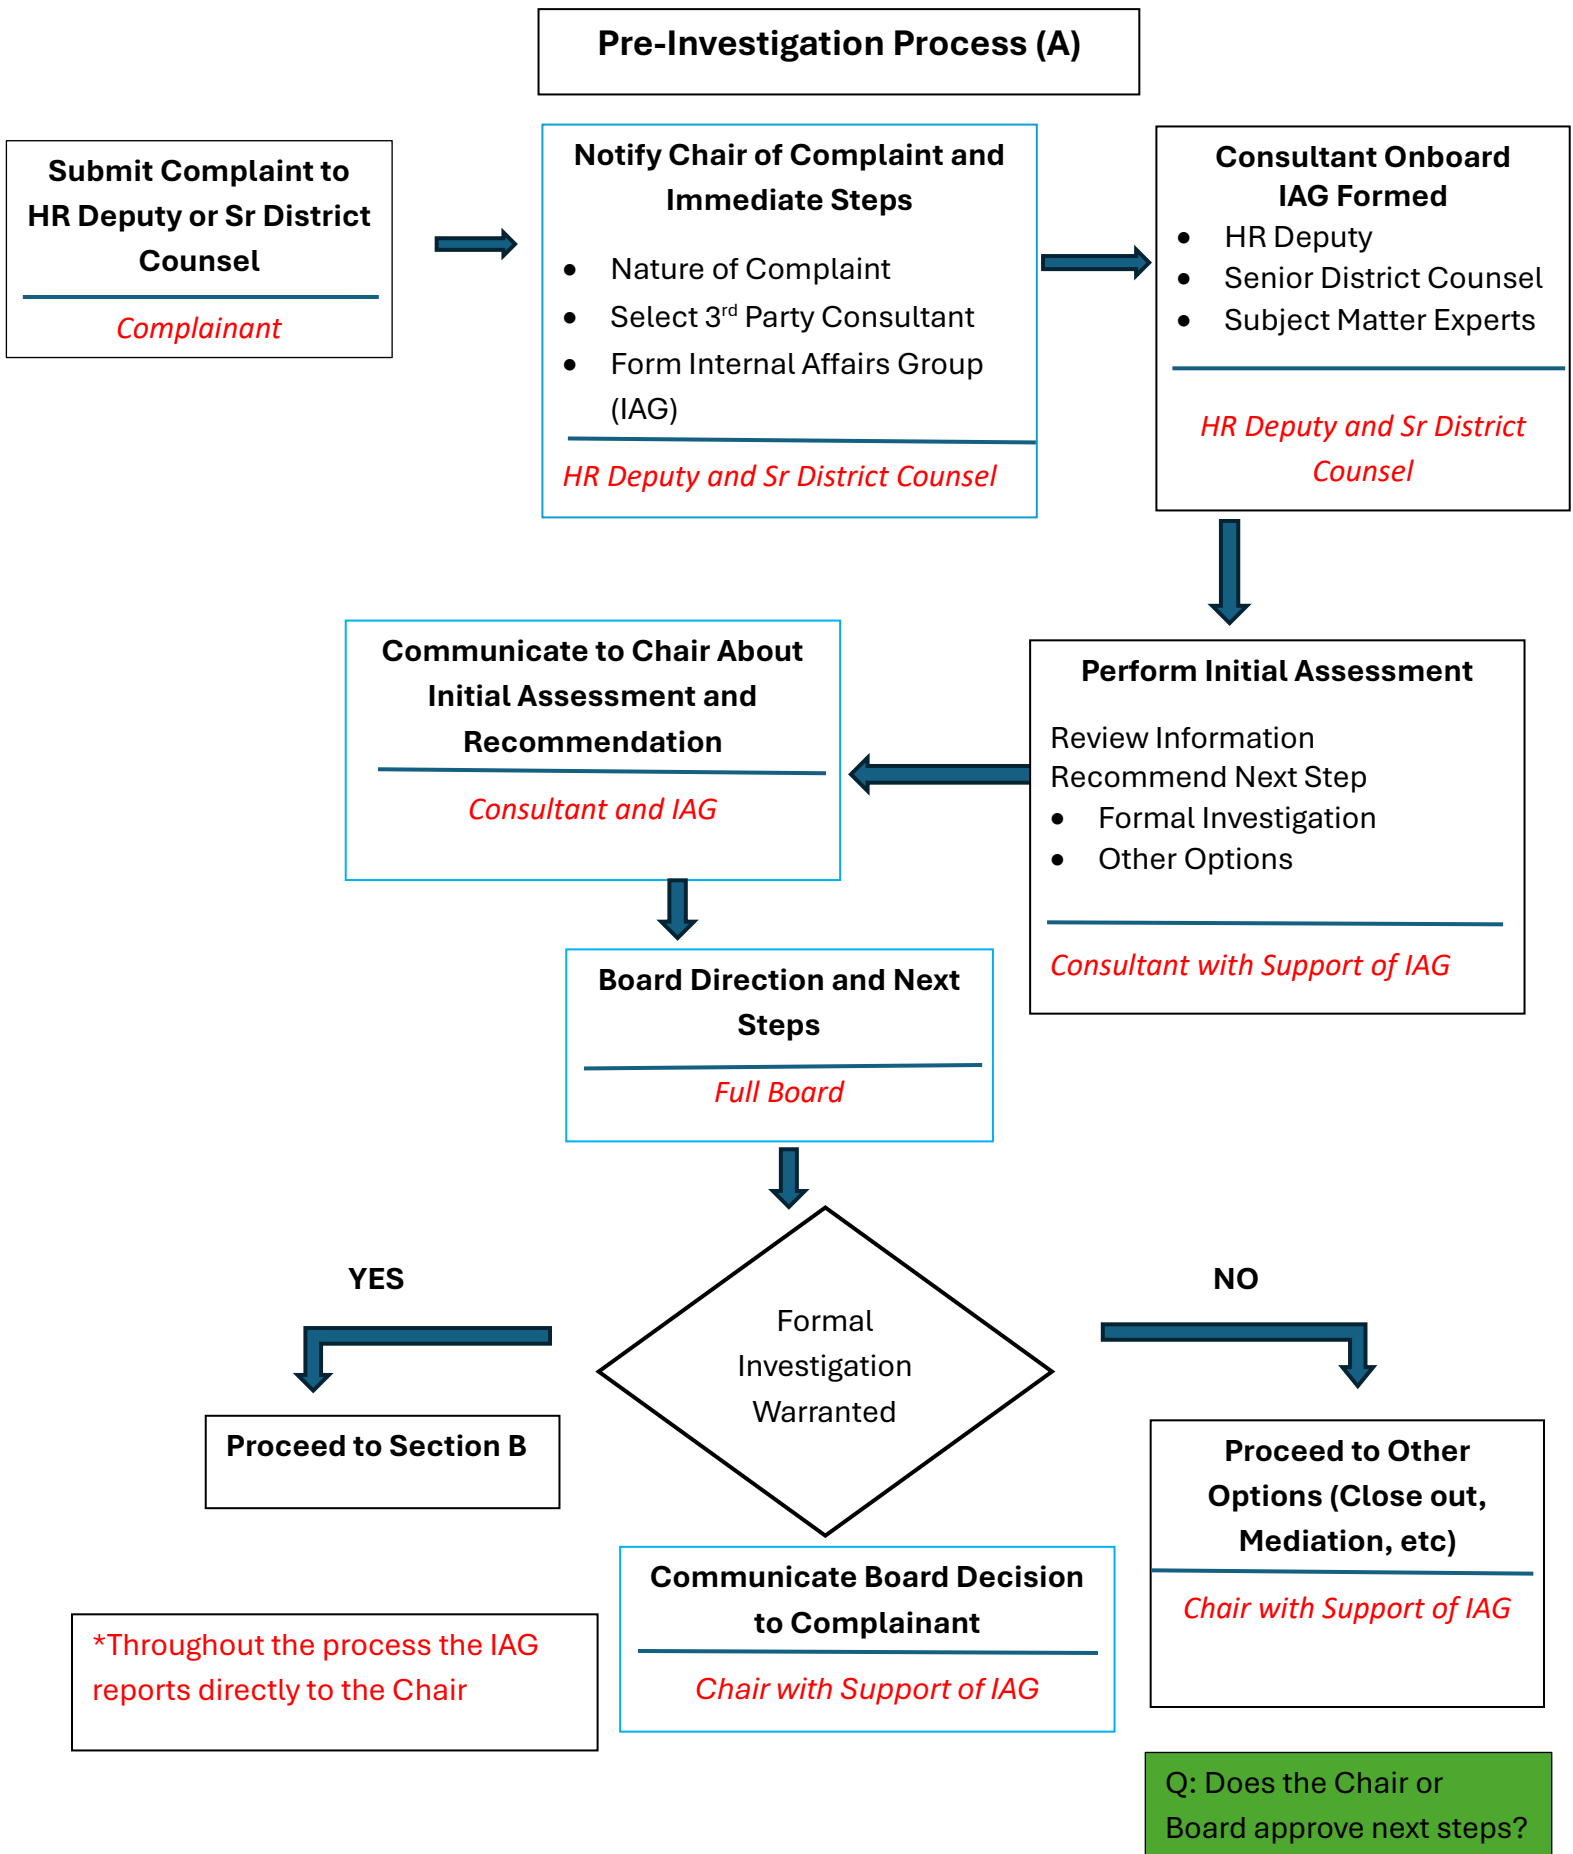 Pre-Investigation Process (A)
Submit Complaint to
HR Deputy or Sr District
Counsel
Complainant
Notify Chair of Complaint and
Immediate Steps
• Nature of Complaint
• Select 3rd Party Consultant
• Form Internal Affairs Group
(IAG)
HR Deputy and Sr District Counsel
Consultant Onboard
IAG Formed
• HR Deputy
• Senior District Counsel
• Subject Matter Experts
HR Deputy and Sr District
Counsel
Perform Initial Assessment
Review Information
Recommend Next Step
• Formal Investigation
• Other Options
Consultant with Support of IAG
Communicate to Chair About
Initial Assessment and
Recommendation
Consultant and IAG
Board Direction and Next
Steps
Full Board
Formal
Investigation
Warranted
YES
Proceed to Section B
NO
Proceed to Other
Options (Close out,
Mediation, etc)
Chair with Support of IAG
Communicate Board Decision
to Complainant
Chair with Support of IAG
*Throughout the process the IAG
reports directly to the Chair
Q: Does the Chair or
Board approve next steps?